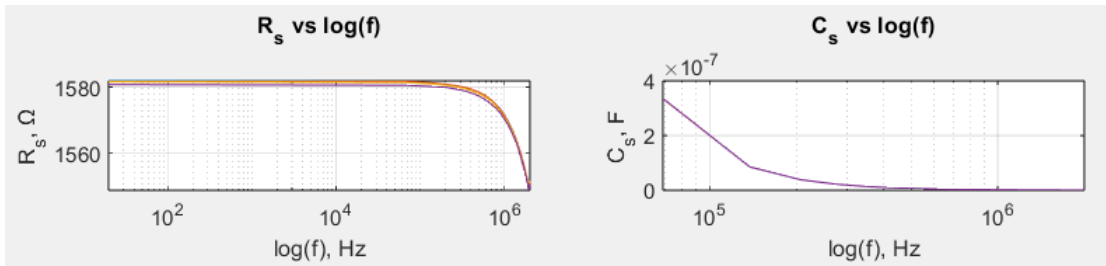 R_s vs log(f)
1580
1560
R_s, Ω
10^2
10^4
10^6
log(f), Hz
C_s vs log(f)
×10^-7
4
2
0
C_s, F
10^5
10^6
log(f), Hz